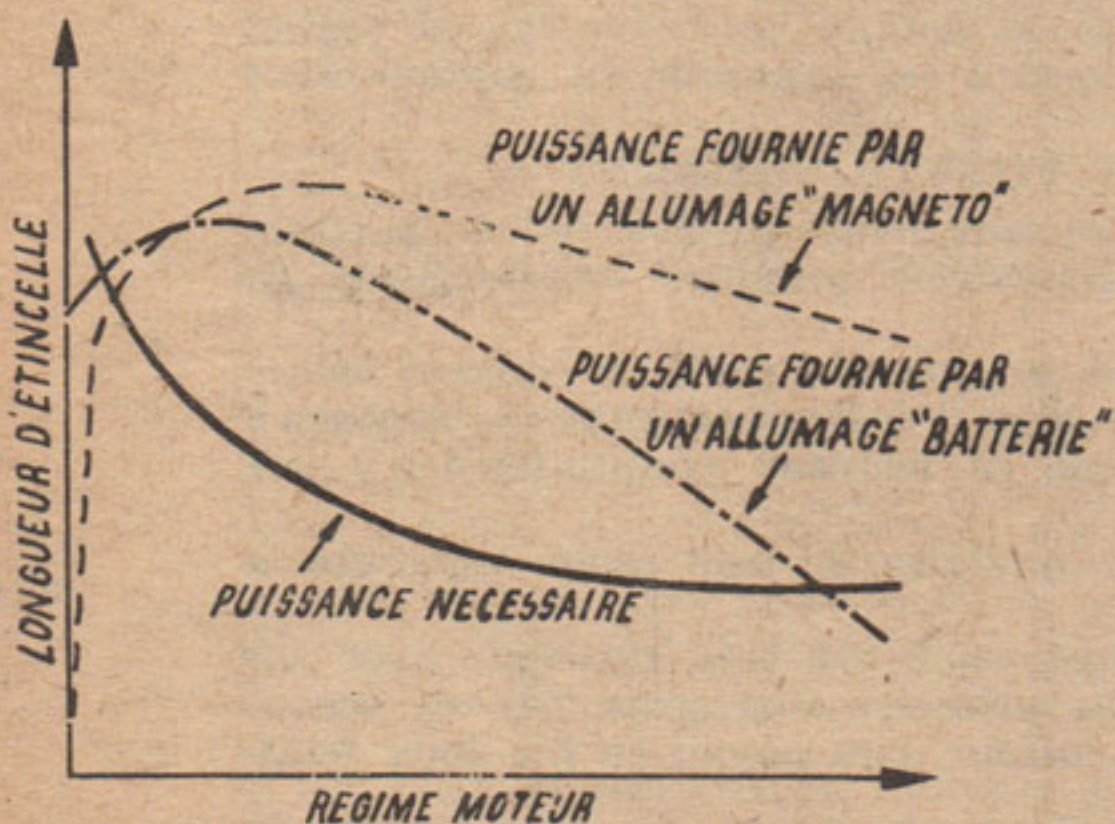 PUISSANCE FOURNIE PAR
UN ALLUMAGE "MAGNETO"
PUISSANCE FOURNIE PAR
UN ALLUMAGE "BATTERIE"
PUISSANCE NECESSAIRE
LONGUEUR D'ETINCELLE
REGIME MOTEUR